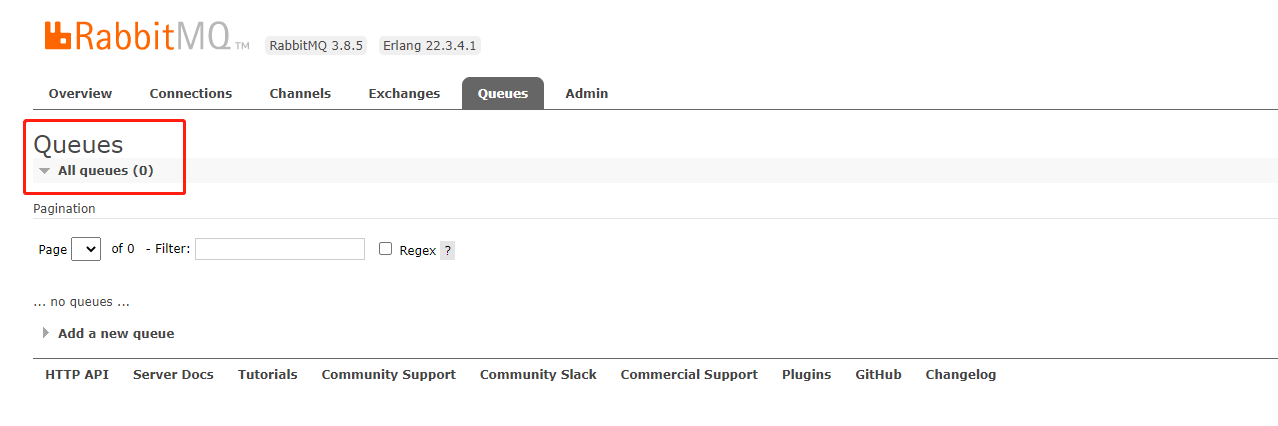 RabbitMQ TM RabbitMQ 3.8.5 Erlang 22.3.4.1
Overview Connections Channels Exchanges Queues Admin
Queues
All queues (0)
Pagination
Page of 0 - Filter: Regex ?
... no queues ...
Add a new queue
HTTP API Server Docs Tutorials Community Support Community Slack Commercial Support Plugins GitHub Changelog